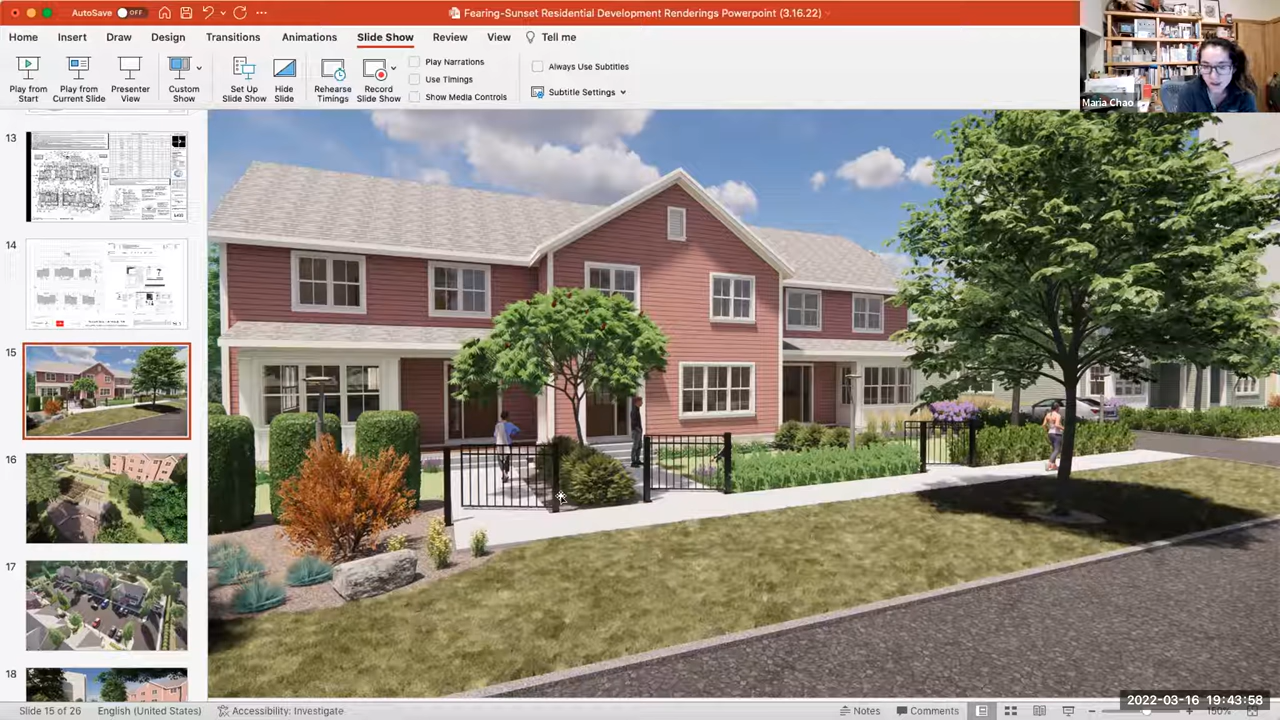 AutoSave OFF
Fearing-Sunset Residential Development Renderings Powerpoint (3.16.22)
Home Insert Draw Design Transitions Animations Slide Show Review View Tell me
Play from Start
Play from Current Slide
Presenter View
Custom Show
Set Up Slide Show
Hide Slide
Rehearse Timings
Record Slide Show
Play Narrations
Use Timings
Show Media Controls
Always Use Subtitles
Subtitle Settings
Maria Chao
13
14
15
16
17
18
Slide 15 of 26 English (United States) Accessibility: Investigate Notes Comments 150%
2022-03-16 19:43:58